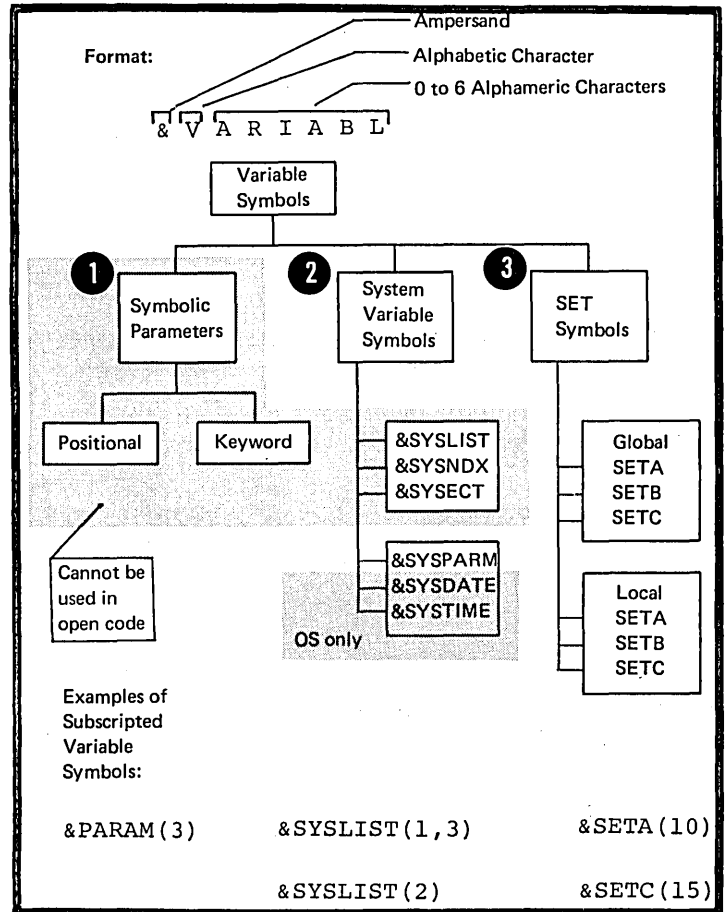 Ampersand
Format:
Alphabetic Character
0 to 6 Alphameric Characters
& V A R I A B L
Variable
Symbols
1
Symbolic
Parameters
2
System
Variable
Symbols
3
SET
Symbols
Positional
Keyword
&SYSLIST
&SYSNDX
&SYSECT
Global
SETA
SETB
SETC
Cannot be
used in
open code
&SYSPARM
&SYSDATE
&SYSTIME
OS only
Local
SETA
SETB
SETC
Examples of
Subscripted
Variable
Symbols:
&PARAM(3) &SYSLIST(1,3) &SETA(10)
&SYSLIST(2) &SETC(15)